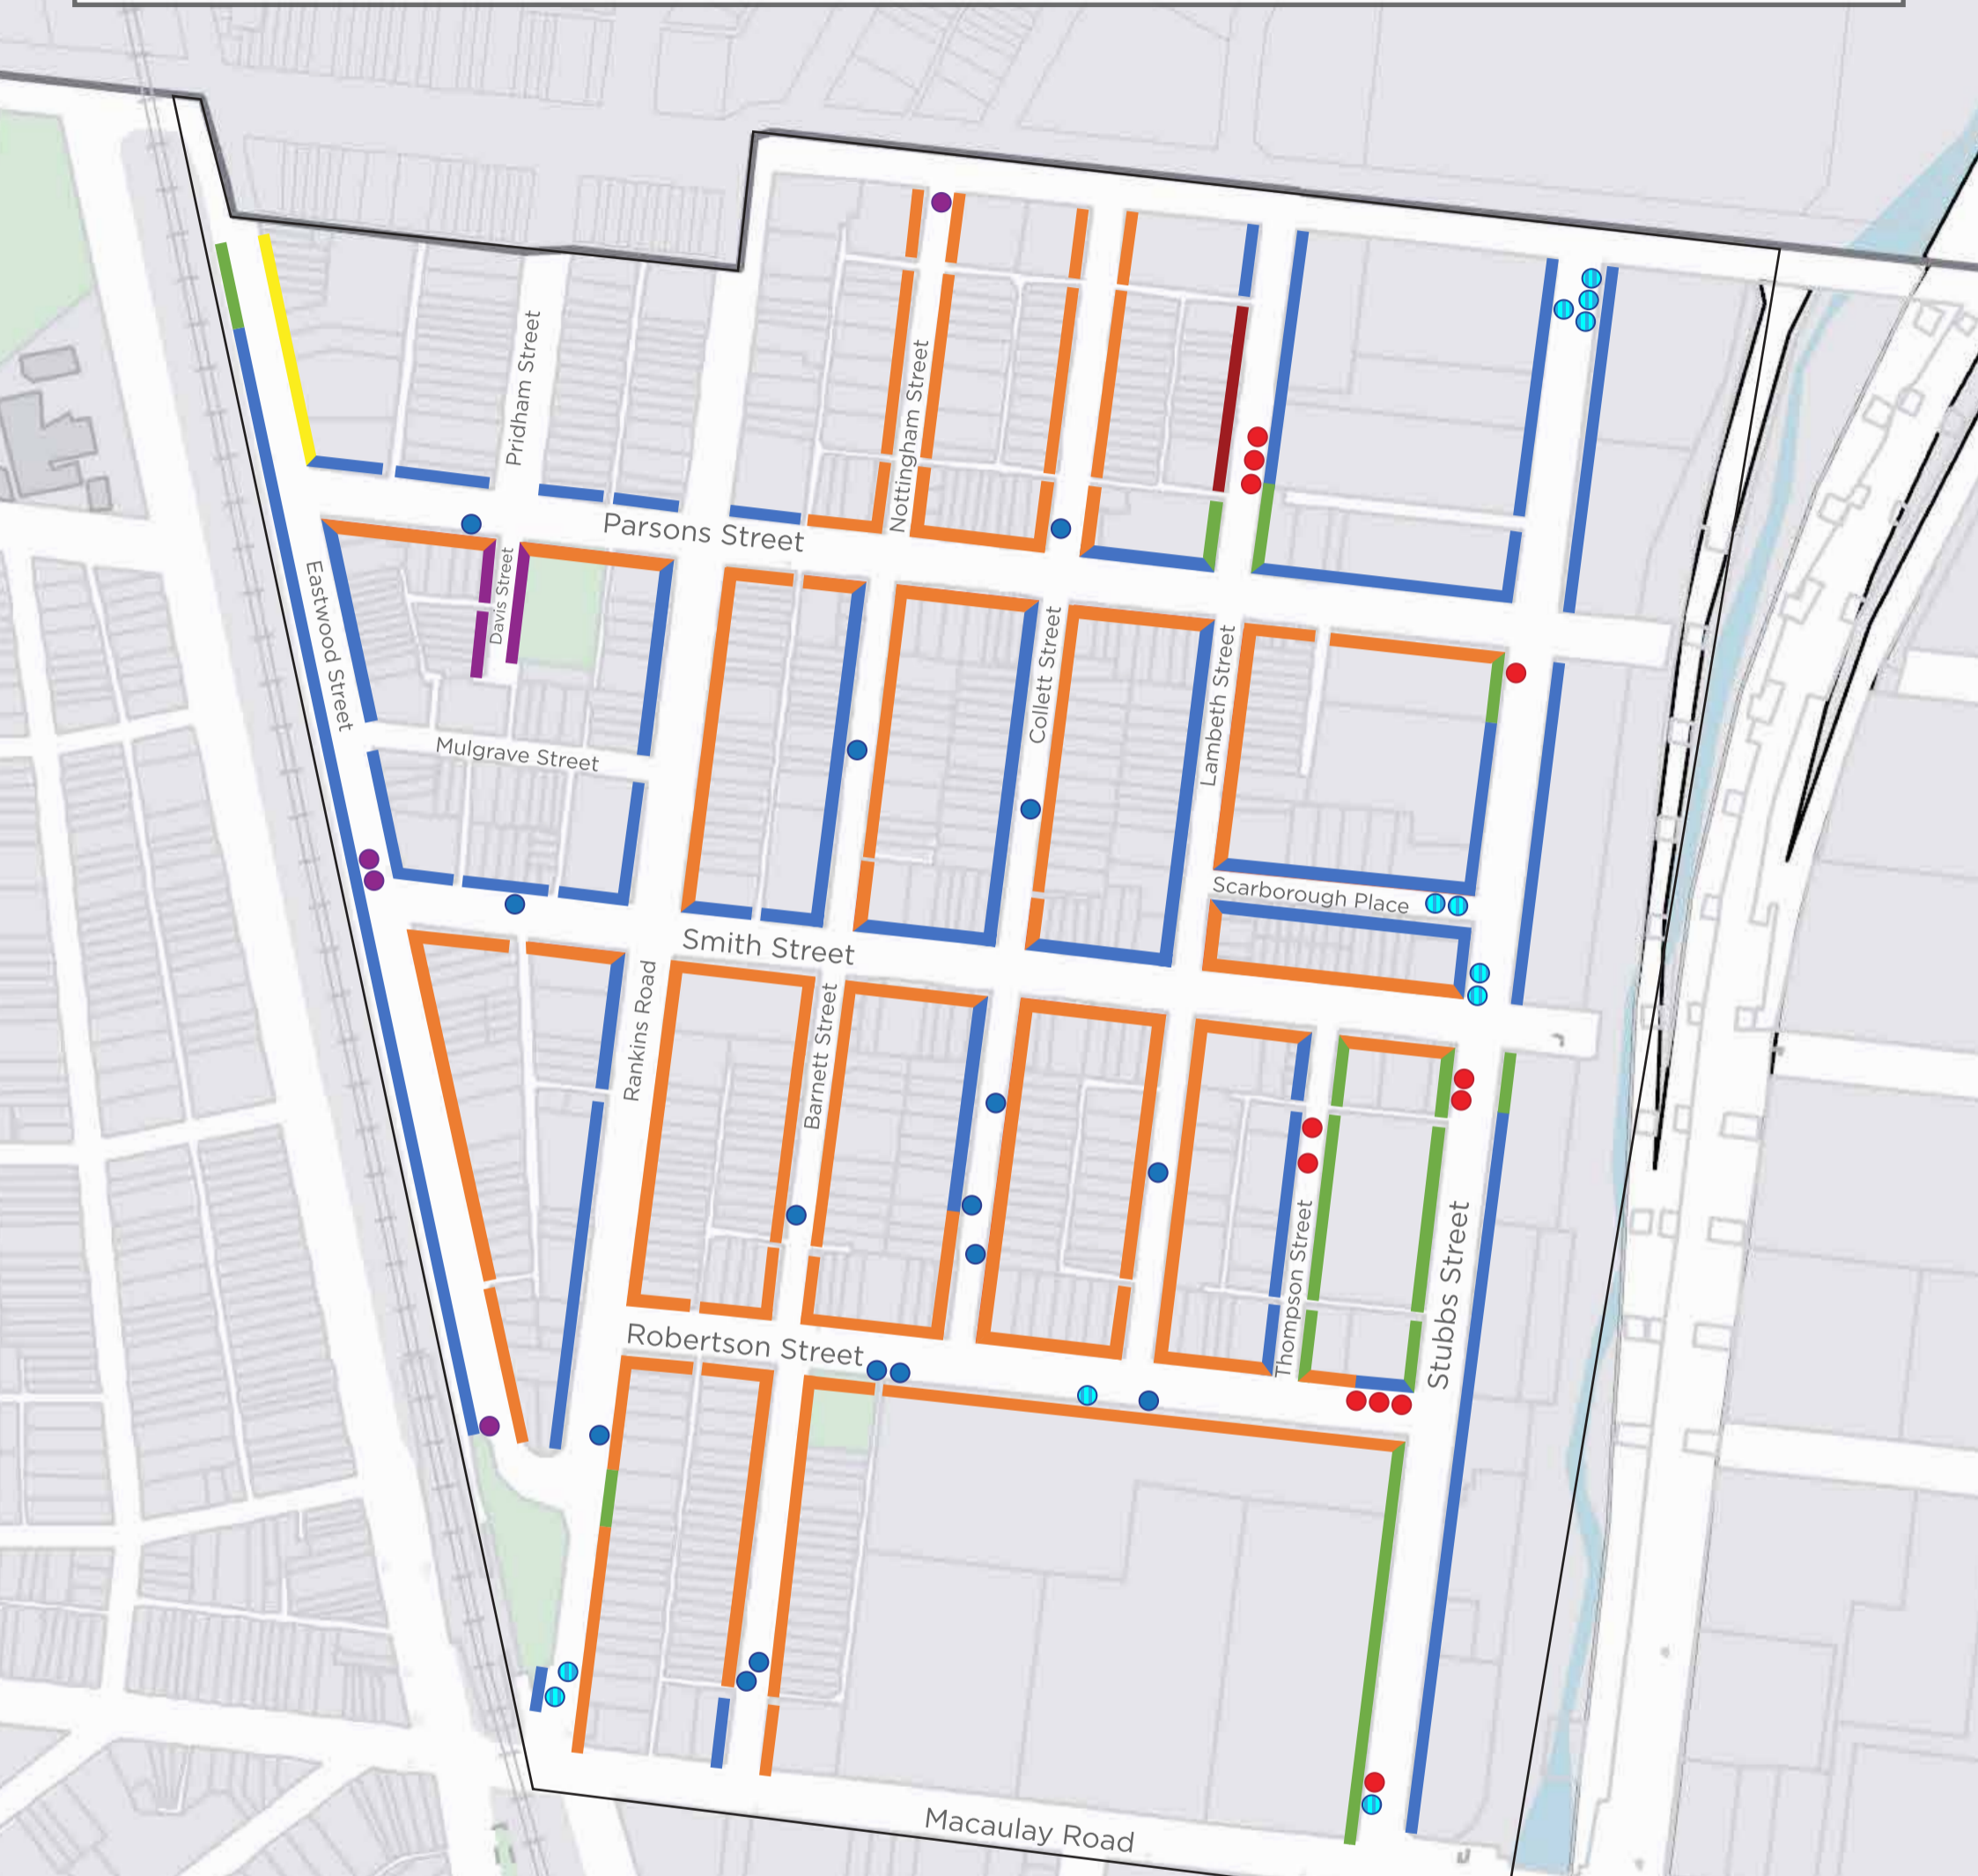 Pridham Street
Nottingham Street
Parsons Street
Davis Street
Eastwood Street
Collett Street
Lambeth Street
Mulgrave Street
Scarborough Place
Smith Street
Rankins Road
Barnett Street
Thompson Street
Stubbs Street
Robertson Street
Macaulay Road